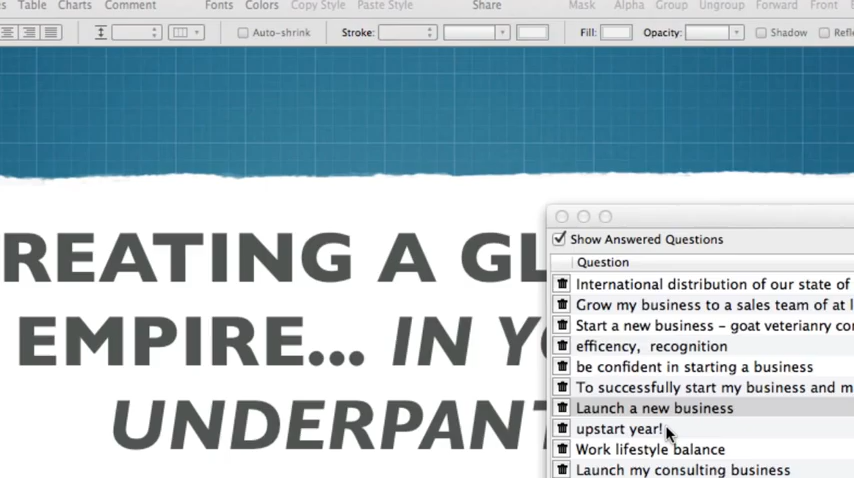 Table Charts Comment Fonts Colors Copy Style Paste Style Share Mask Alpha Group Ungroup Forward Front
Auto-shrink Stroke: Fill: Opacity: Shadow Refle
REATING A GL
EMPIRE... IN YO
UNDERPANT
Show Answered Questions
Question
International distribution of our state of
Grow my business to a sales team of at l
Start a new business – goat veterianry co
efficency, recognition
be confident in starting a business
To successfully start my business and m
Launch a new business
upstart year!
Work lifestyle balance
Launch my consulting business